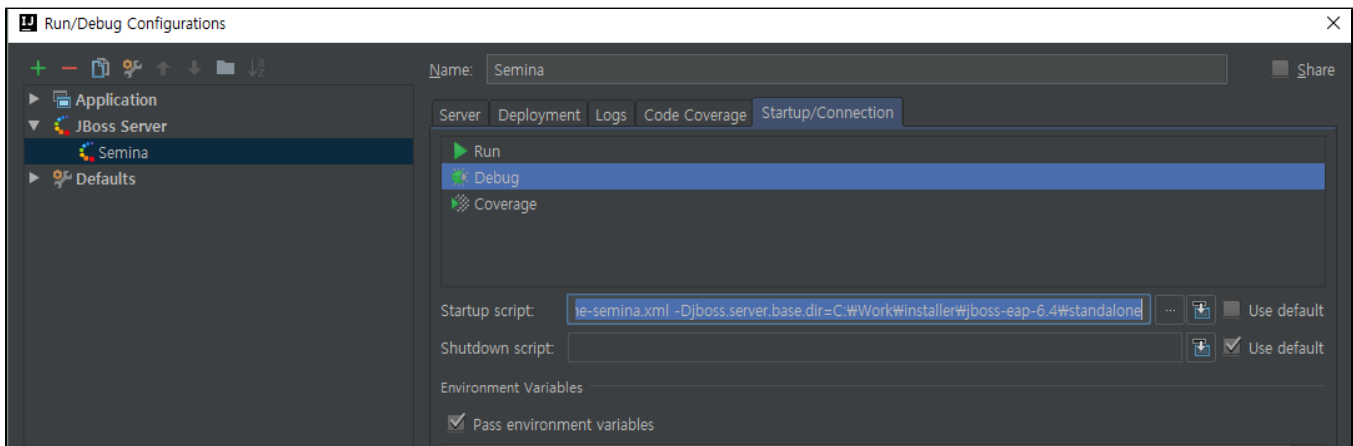 Run/Debug Configurations
Name: Semina Share
Application
JBoss Server
Semina
Defaults
Server Deployment Logs Code Coverage Startup/Connection
Run
Debug
Coverage
Startup script: ne-semina.xml -Djboss.server.base.dir=C:₩Work₩installer₩jboss-eap-6.4₩standalone ... Use default
Shutdown script: Use default
Environment Variables
Pass environment variables